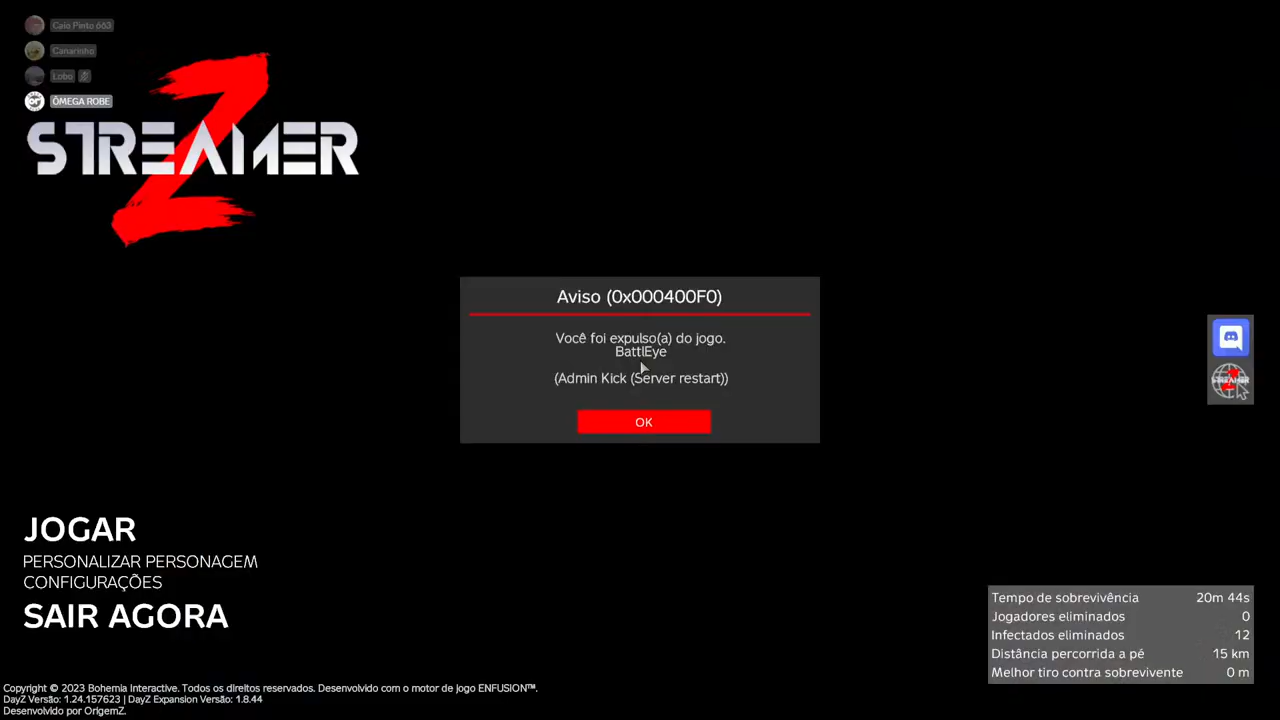 Caio Pinto 663
Canarinho
Lobo
ÔMEGA ROBE
STREAMER
Z
Aviso (0x000400F0)
Você foi expulso(a) do jogo.
BattlEye
(Admin Kick (Server restart))
OK
STREAMER
JOGAR
PERSONALIZAR PERSONAGEM
CONFIGURAÇÕES
SAIR AGORA
Tempo de sobrevivência 20m 44s
Jogadores eliminados 0
Infectados eliminados 12
Distância percorrida a pé 15 km
Melhor tiro contra sobrevivente 0 m
Copyright © 2023 Bohemia Interactive. Todos os direitos reservados. Desenvolvido com o motor de jogo ENFUSION™.
DayZ Versão: 1.24.157623 | DayZ Expansion Versão: 1.8.44
Desenvolvido por OrigemZ.